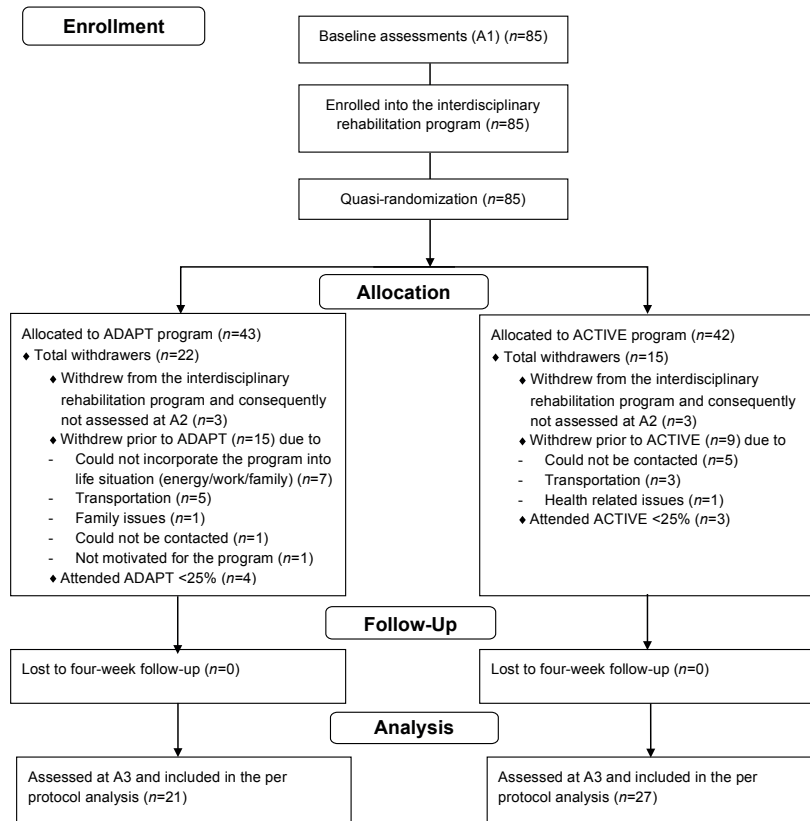 Enrollment
Baseline assessments (A1) (n=85)
Enrolled into the interdisciplinary
rehabilitation program (n=85)
Quasi-randomization (n=85)
Allocation
Allocated to ADAPT program (n=43)
♦ Total withdrawers (n=22)
♦ Withdrew from the interdisciplinary
rehabilitation program and consequently
not assessed at A2 (n=3)
♦ Withdrew prior to ADAPT (n=15) due to
- Could not incorporate the program into
life situation (energy/work/family) (n=7)
- Transportation (n=5)
- Family issues (n=1)
- Could not be contacted (n=1)
- Not motivated for the program (n=1)
♦ Attended ADAPT <25% (n=4)
Allocated to ACTIVE program (n=42)
♦ Total withdrawers (n=15)
♦ Withdrew from the interdisciplinary
rehabilitation program and consequently
not assessed at A2 (n=3)
♦ Withdrew prior to ACTIVE (n=9) due to
- Could not be contacted (n=5)
- Transportation (n=3)
- Health related issues (n=1)
♦ Attended ACTIVE <25% (n=3)
Follow-Up
Lost to four-week follow-up (n=0)
Lost to four-week follow-up (n=0)
Analysis
Assessed at A3 and included in the per
protocol analysis (n=21)
Assessed at A3 and included in the per
protocol analysis (n=27)